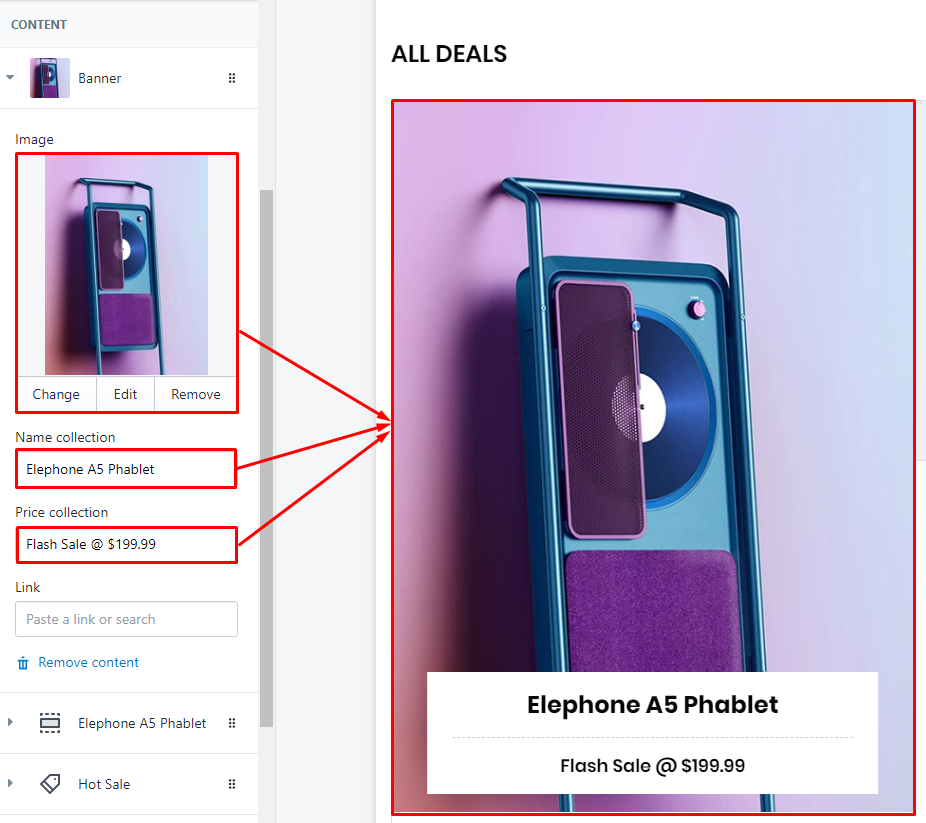 CONTENT
Banner
Image
Change Edit Remove
Name collection
Elephone A5 Phablet
Price collection
Flash Sale @ $199.99
Link
Paste a link or search
Remove content
Elephone A5 Phablet
Hot Sale
ALL DEALS
Elephone A5 Phablet
Flash Sale @ $199.99